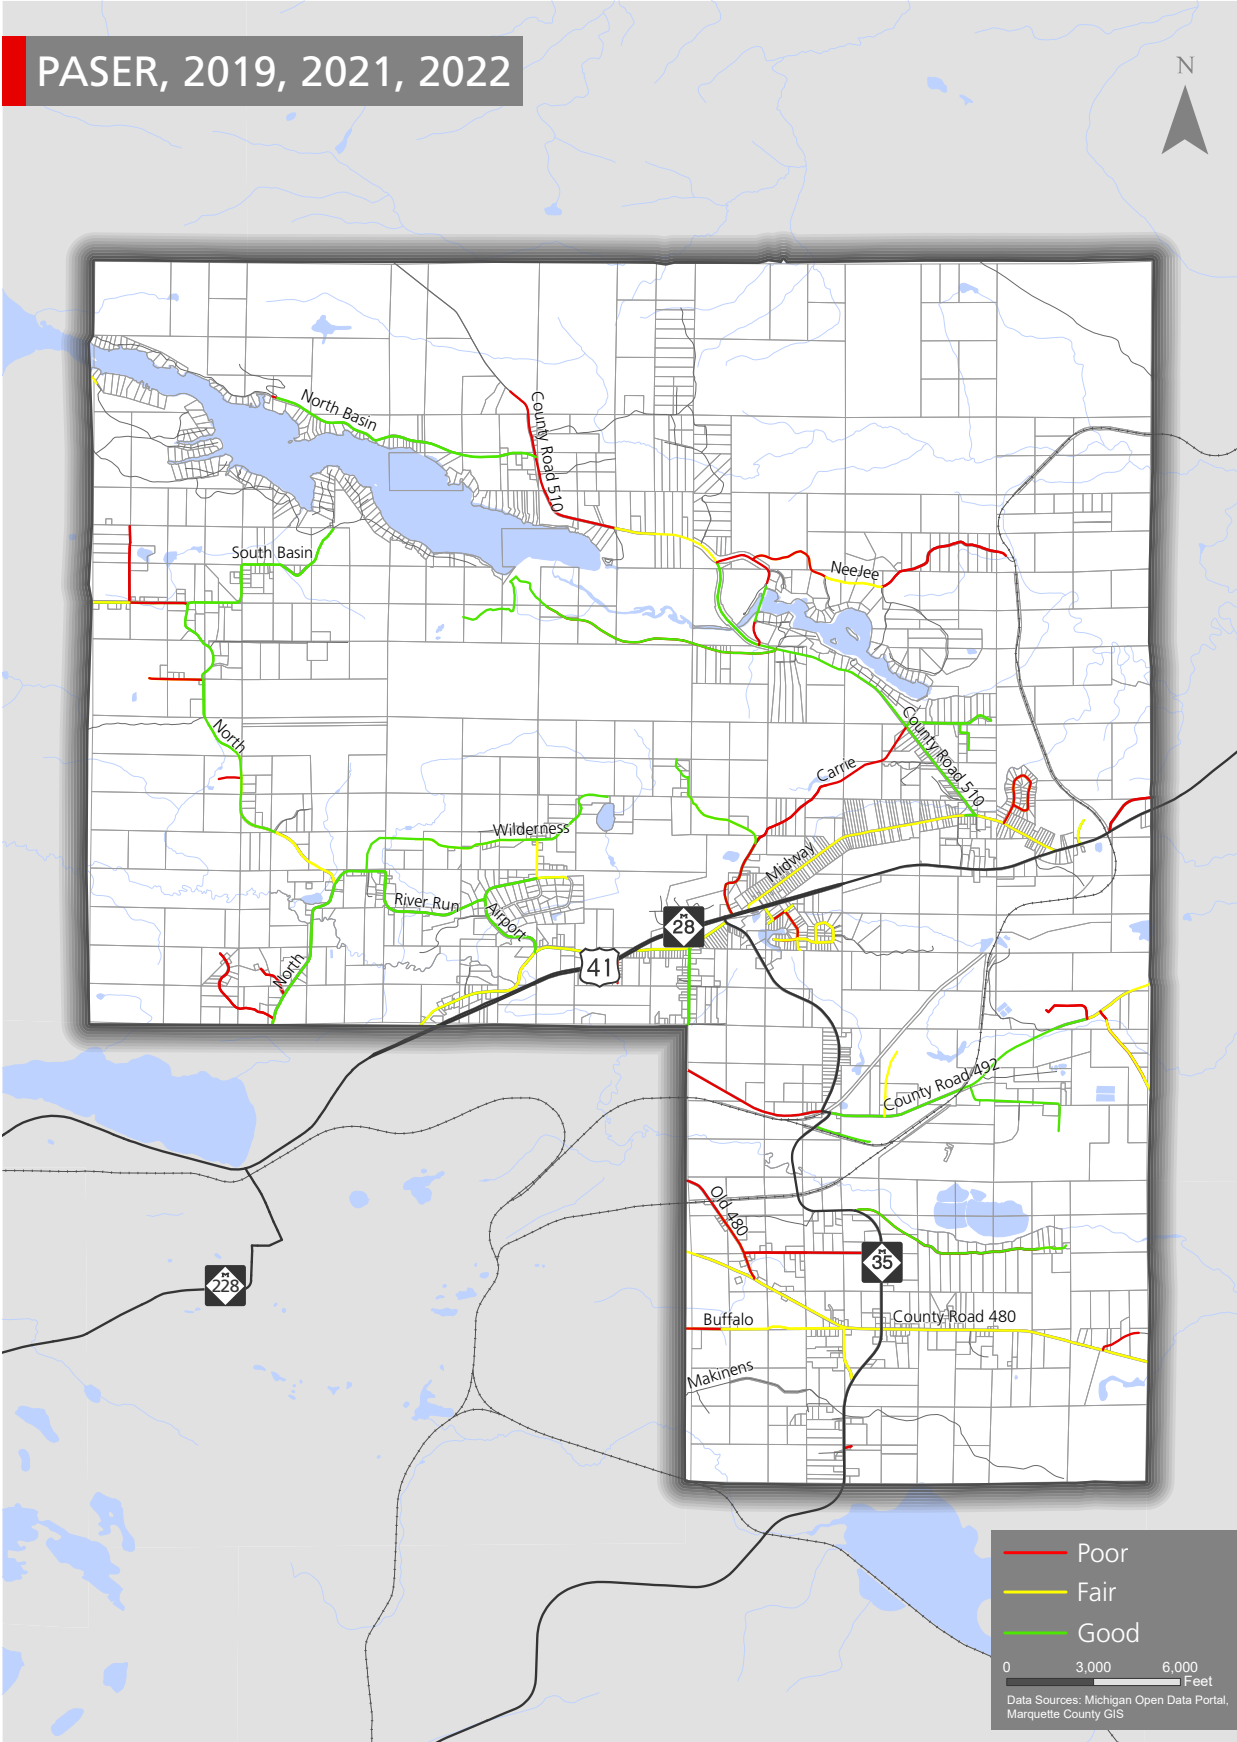 PASER, 2019, 2021, 2022
N
North Basin
County Road 510
South Basin
NeeJee
North
County Road 510
Carrie
Wilderness
Midway
River Run
Airport
M
28
41
North
County Road 492
Old 480
M
35
M
228
Buffalo
County Road 480
Makinens
Poor
Fair
Good
0 3,000 6,000
Feet
Data Sources: Michigan Open Data Portal,
Marquette County GIS